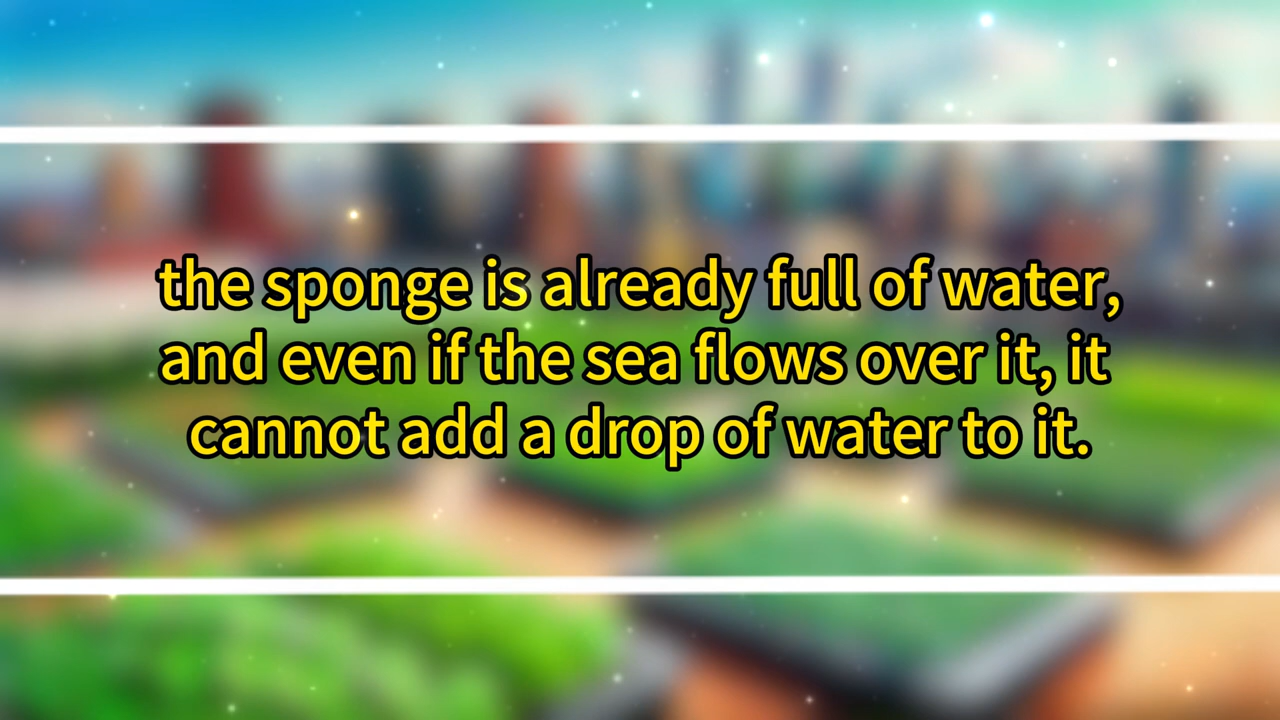 the sponge is already full of water,
and even if the sea flows over it, it
cannot add a drop of water to it.